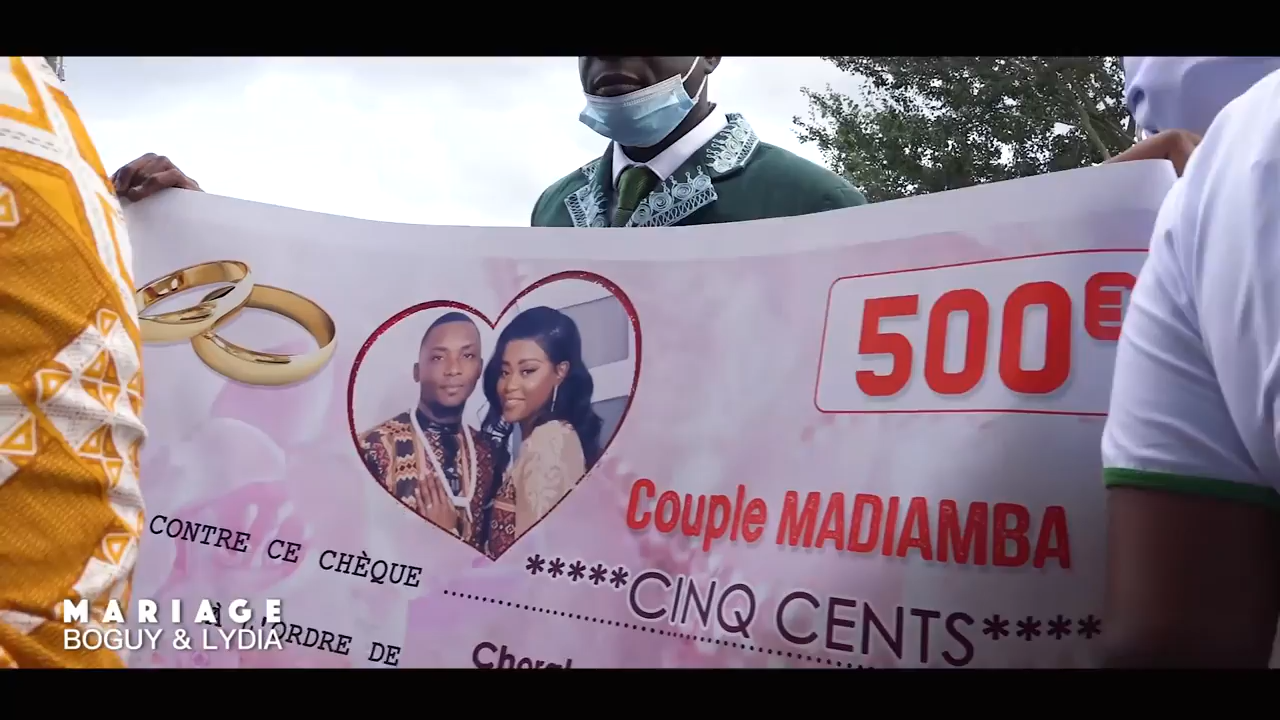 500€
Couple MADIAMBA
CONTRE CE CHÈQUE
*****CINQ CENTS****
À L'ORDRE DE
MARIAGE
BOGUY & LYDIA